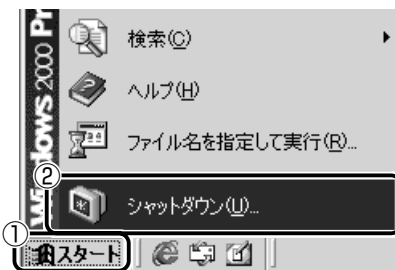 Windows 2000 Pr
検索(C)
ヘルプ(H)
ファイル名を指定して実行(R)...
②
シャットダウン(U)...
①
スタート